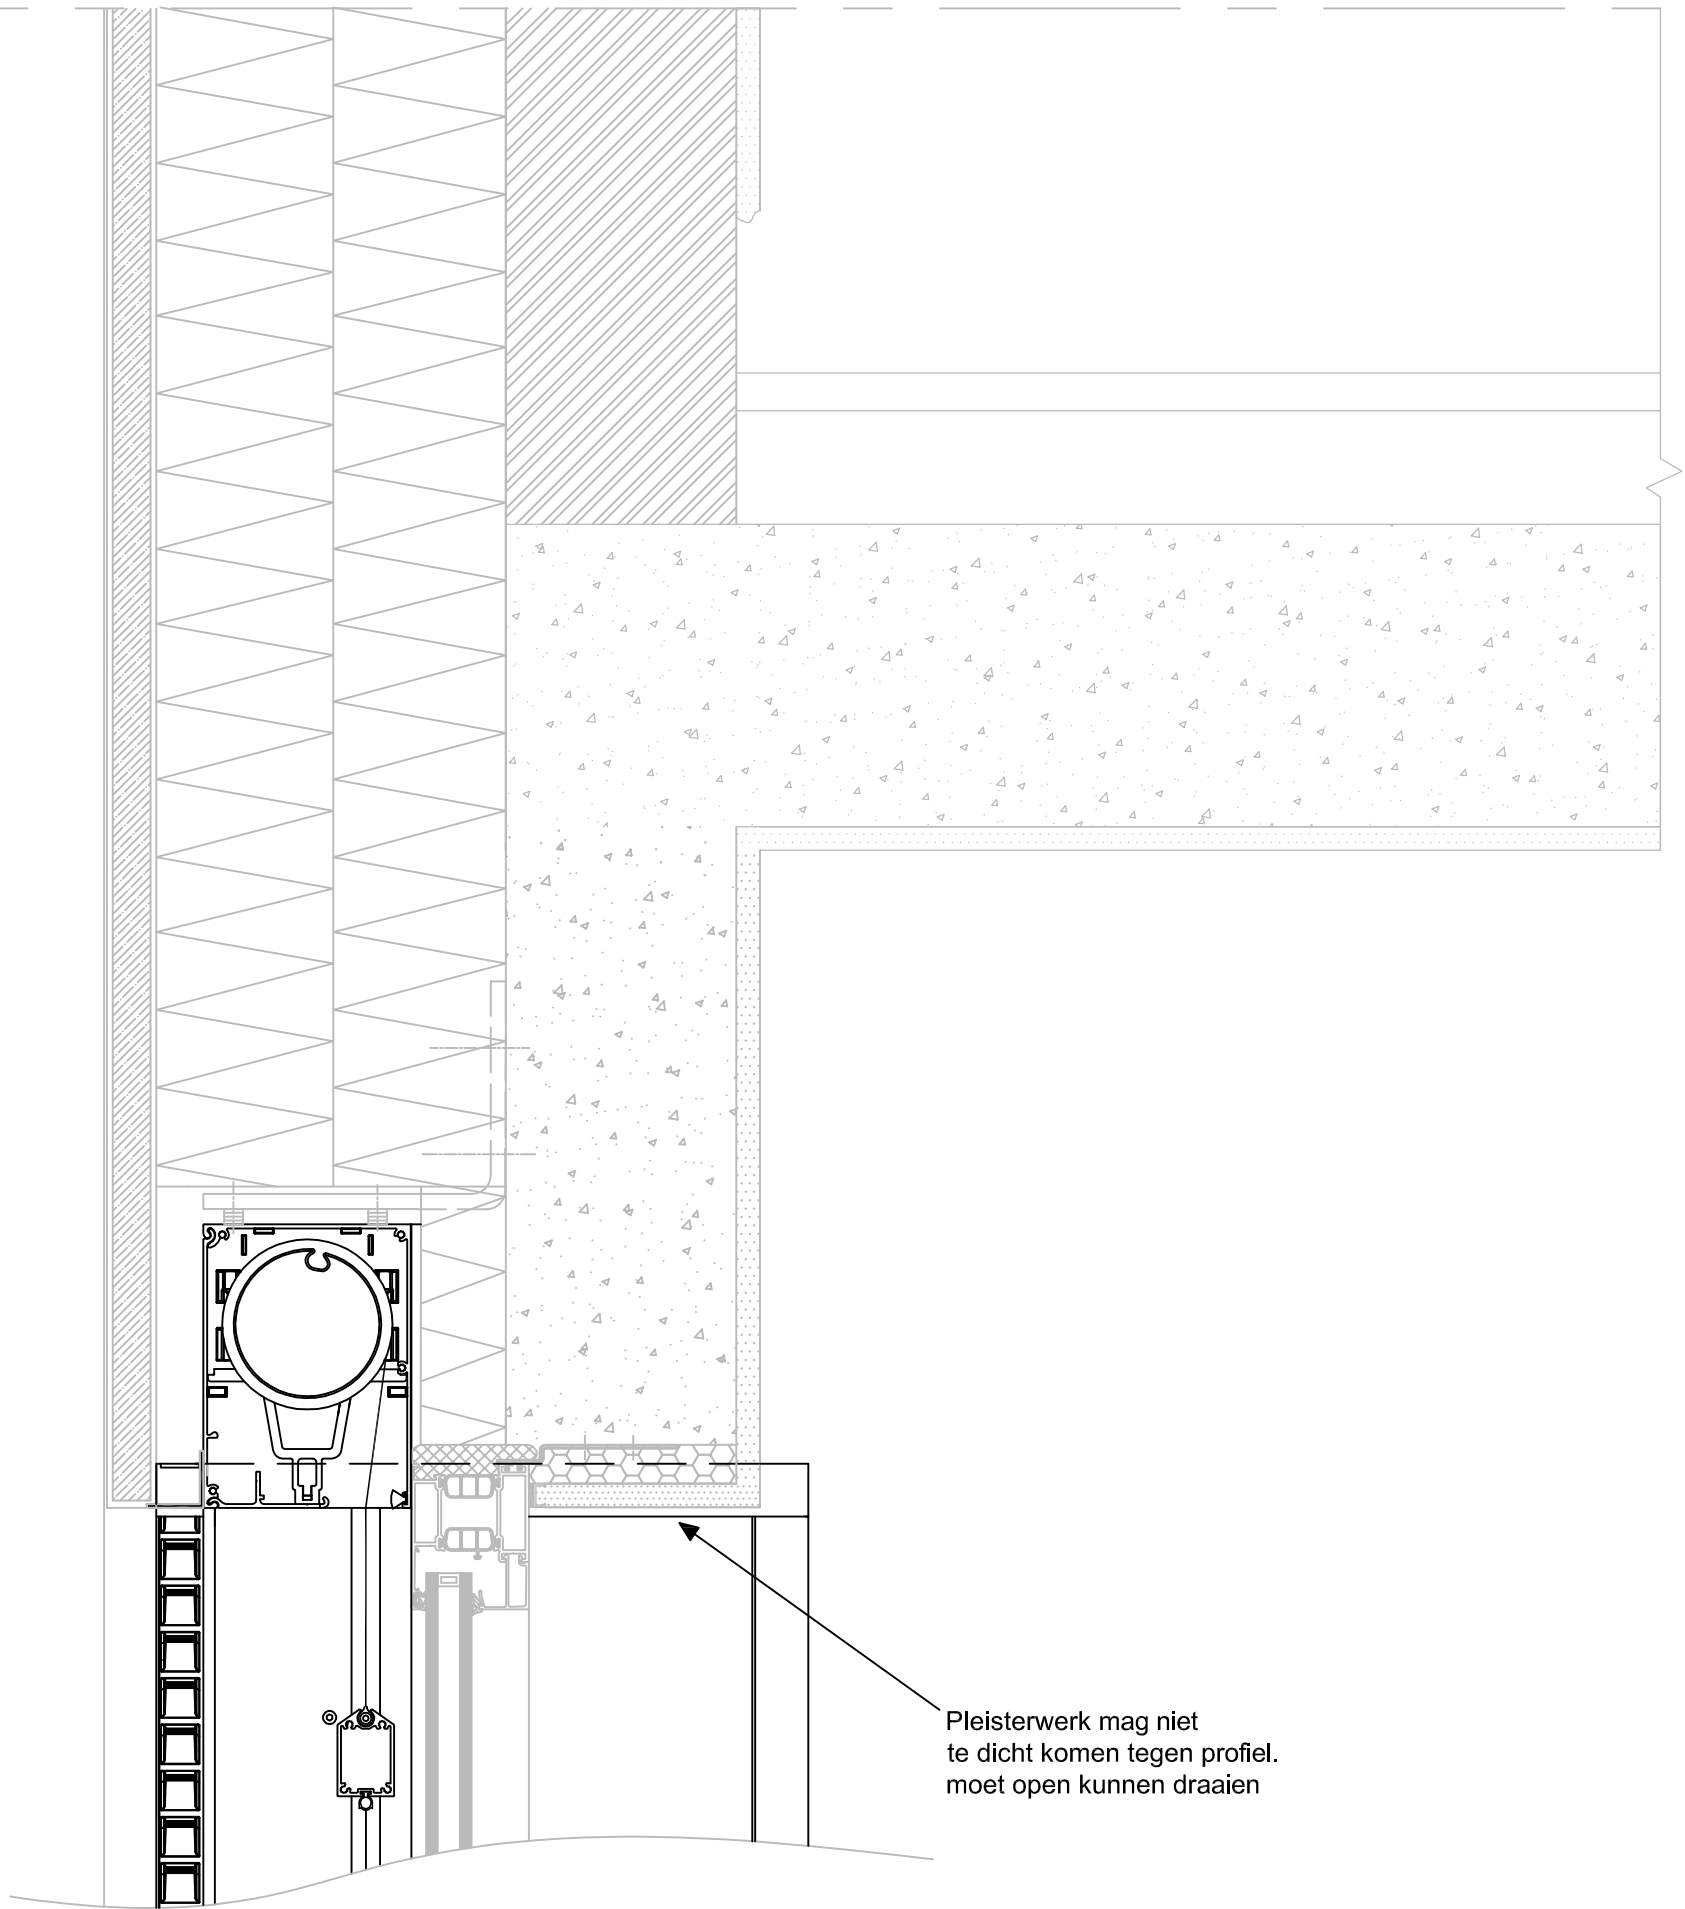 Pleisterwerk mag niet
te dicht komen tegen profiel.
moet open kunnen draaien